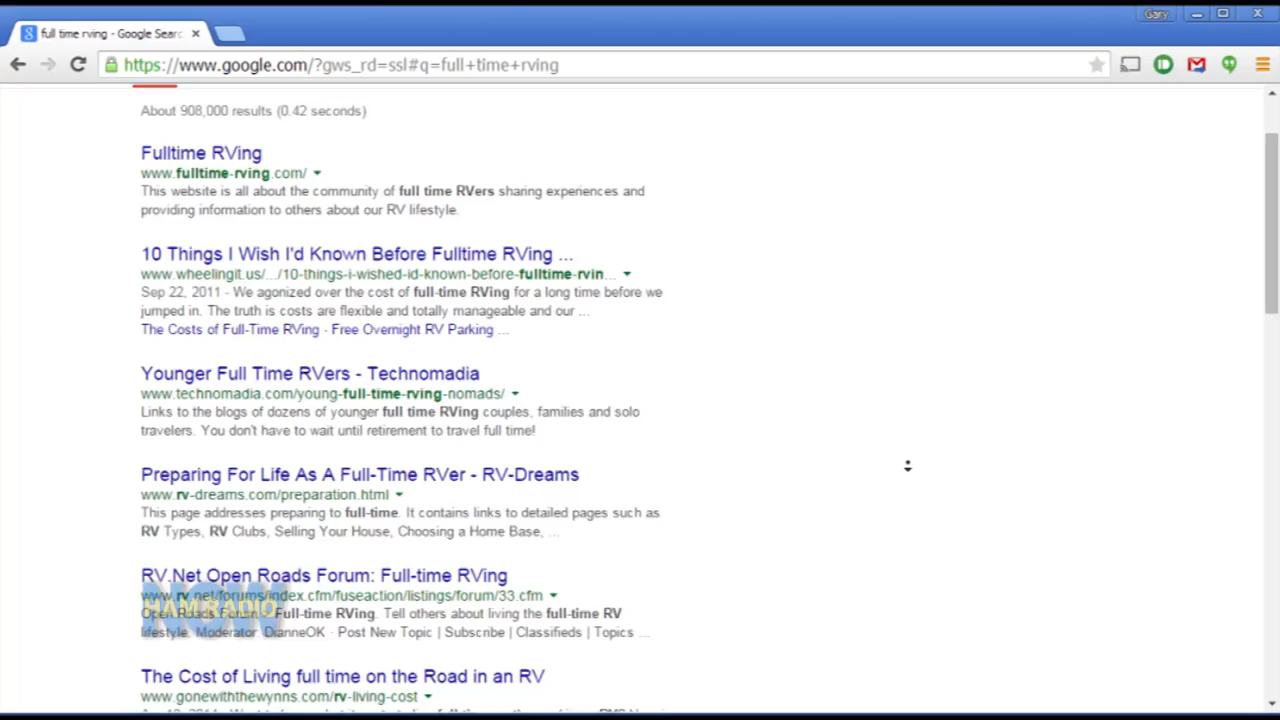 Gary
full time rving - Google Searc
https://www.google.com/?gws_rd=ssl#q=full+time+rving
About 908,000 results (0.42 seconds)
Fulltime RVing
www.fulltime-rving.com/
This website is all about the community of full time RVers sharing experiences and
providing information to others about our RV lifestyle.
10 Things I Wish I'd Known Before Fulltime RVing ...
www.wheelingit.us/.../10-things-i-wished-id-known-before-fulltime-rvin...
Sep 22, 2011 - We agonized over the cost of full-time RVing for a long time before we
jumped in. The truth is costs are flexible and totally manageable and our ...
The Costs of Full-Time RVing - Free Overnight RV Parking ...
Younger Full Time RVers - Technomadia
www.technomadia.com/young-full-time-rving-nomads/
Links to the blogs of dozens of younger full time RVing couples, families and solo
travelers. You don't have to wait until retirement to travel full time!
Preparing For Life As A Full-Time RVer - RV-Dreams
www.rv-dreams.com/preparation.html
This page addresses preparing to full-time. It contains links to detailed pages such as
RV Types, RV Clubs, Selling Your House, Choosing a Home Base, ...
RV.Net Open Roads Forum: Full-time RVing
www.rv.net/forums/index.cfm/fuseaction/listings/forum/33.cfm
Open Roads Forum. Full-time RVing. Tell others about living the full-time RV
lifestyle. Moderator DianneOK · Post New Topic | Subscribe | Classifieds | Topics ...
HAM RADIO
NOW
The Cost of Living full time on the Road in an RV
www.gonewiththewynns.com/rv-living-cost